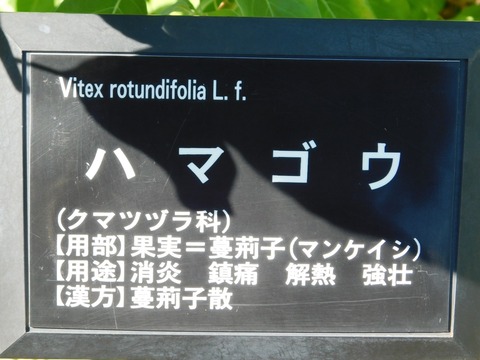 Vitex rotundifolia L. f.
ハマゴウ
(クマツヅラ科)
【用部】果実=蔓荊子(マンケイシ)
【用途】消炎 鎮痛 解熱 強壮
【漢方】蔓荊子散